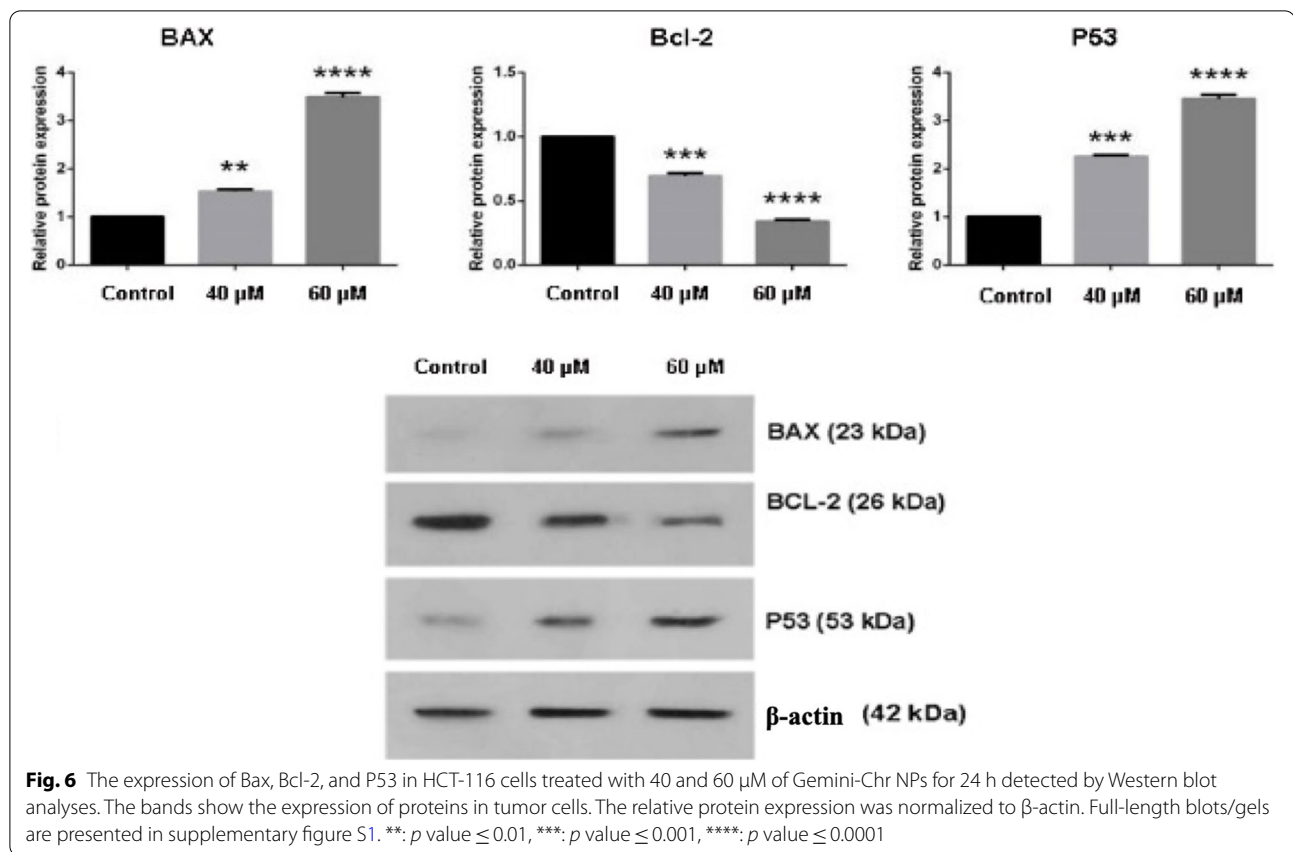 BAX Bcl-2 P53
Relative protein expression
4
3
2
1
0
**
****
Control 40 µM 60 µM
Relative protein expression
1.5
1.0
0.5
0.0
***
****
Control 40 µM 60 µM
Relative protein expression
4
3
2
1
0
***
****
Control 40 µM 60 µM
Control 40 µM 60 µM
BAX (23 kDa)
BCL-2 (26 kDa)
P53 (53 kDa)
β-actin (42 kDa)
Fig. 6 The expression of Bax, Bcl-2, and P53 in HCT-116 cells treated with 40 and 60 µM of Gemini-Chr NPs for 24 h detected by Western blot
analyses. The bands show the expression of proteins in tumor cells. The relative protein expression was normalized to β-actin. Full-length blots/gels
are presented in supplementary figure S1. **: p value ≤ 0.01, ***: p value ≤ 0.001, ****: p value ≤ 0.0001